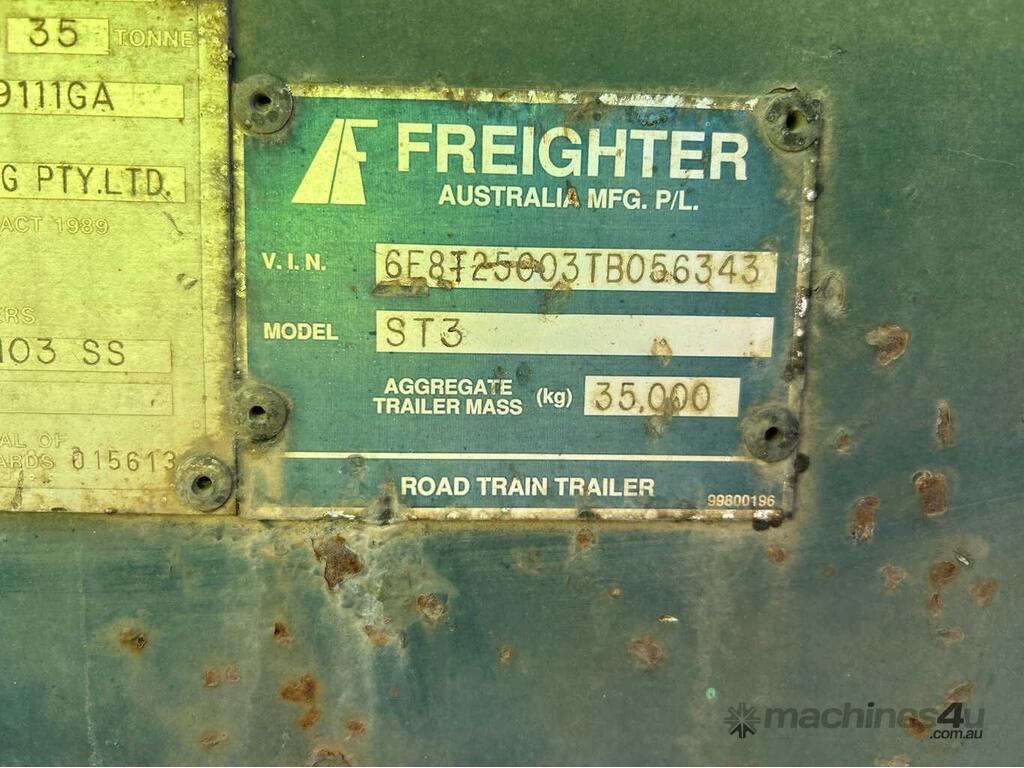 35 TONNE
9111GA
G PTY.LTD.
ACT 1989
ERS
103 SS
AL OF
ARDS 015613
FREIGHTER
AUSTRALIA MFG. P/L.
V.I.N. 6E8T25003TB056343
MODEL ST3
AGGREGATE
TRAILER MASS (kg) 35,000
ROAD TRAIN TRAILER
99800196
machines4u
.com.au